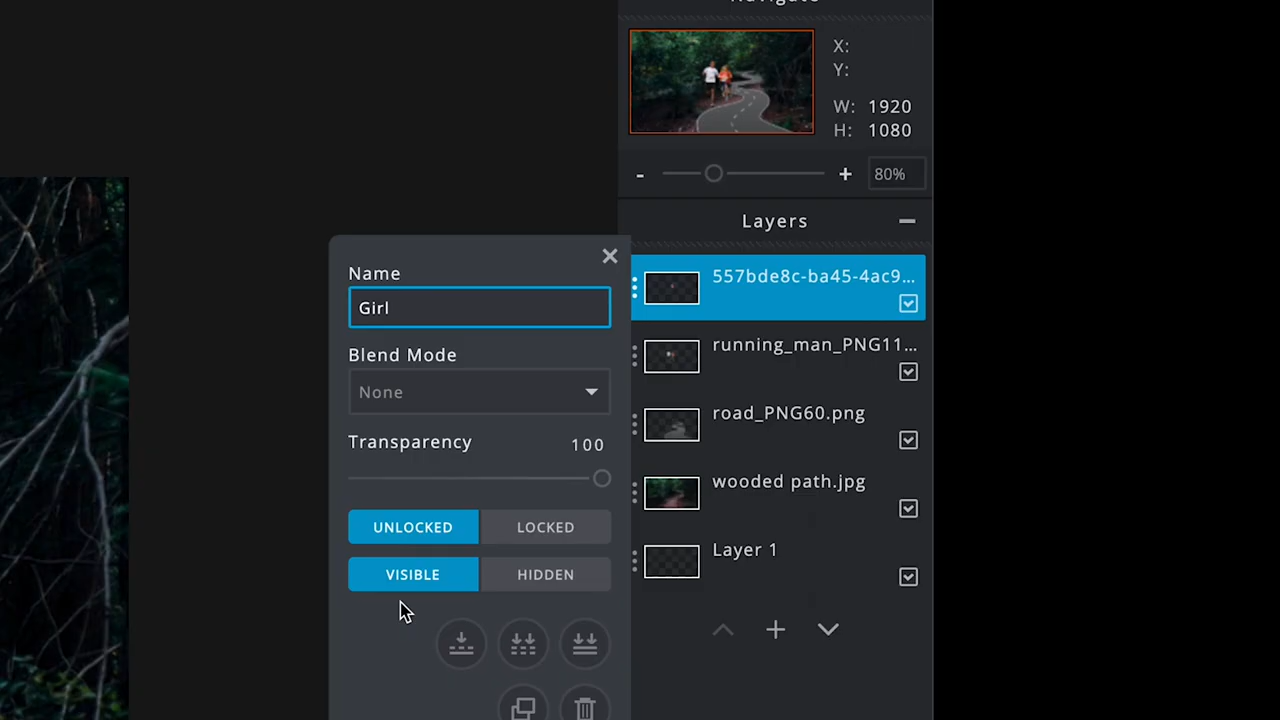 Navigate
X:
Y:
W: 1920
H: 1080
- + 80%
Layers
Name
Girl
Blend Mode
None
Transparency 100
UNLOCKED LOCKED
VISIBLE HIDDEN
557bde8c-ba45-4ac9...
running_man_PNG11...
road_PNG60.png
wooded path.jpg
Layer 1